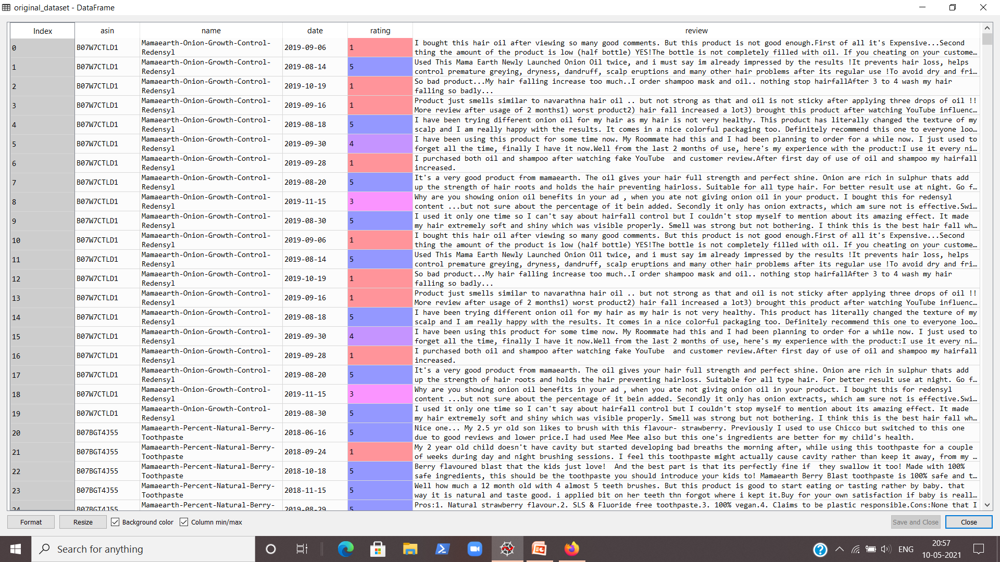 original_dataset - DataFrame
Index asin name date rating review
0 B07W7CTLD1 Mamaearth-Onion-Growth-Control- 2019-09-06 1 I bought this hair oil after viewing so many good comments. But this product is not good enough.First of all it's Expensive...Second
Redensyl thing the amount of the product is low (half bottle) YES!The bottle is not completely filled with oil. If you cheating on your custome…
1 B07W7CTLD1 Mamaearth-Onion-Growth-Control- 2019-08-14 5 Used This Mama Earth Newly Launched Onion Oil twice, and i must say im already impressed by the results !It prevents hair loss, helps
Redensyl control premature greying, dryness, dandruff, scalp eruptions and many other hair problems after its regular use !To avoid dry and fri…
2 B07W7CTLD1 Mamaearth-Onion-Growth-Control- 2019-10-19 1 So bad product...My hair falling increase too much..I order shampoo mask and oil.. nothing stop hairfallAfter 3 to 4 wash my hair
Redensyl falling so badly...
3 B07W7CTLD1 Mamaearth-Onion-Growth-Control- 2019-09-16 1 Product just smells similar to navarathna hair oil .. but not strong as that and oil is not sticky after applying three drops of oil !!
Redensyl More review after usage of 2 months1) worst product2) hair fall increased a lot3) brought this product after watching YouTube influenc…
4 B07W7CTLD1 Mamaearth-Onion-Growth-Control- 2019-08-18 5 I have been trying different onion oil for my hair as my hair is not very healthy. This product has literally changed the texture of my
Redensyl scalp and I am really happy with the results. It comes in a nice colorful packaging too. Definitely recommend this one to everyone loo…
5 B07W7CTLD1 Mamaearth-Onion-Growth-Control- 2019-09-30 4 I have been using this product for some time now. My Roommate had this and I had been planning to order for a while now. I just used to
Redensyl forget all the time, finally I have it now.Well from the last 2 months of use, here's my experience with the product:I use it every ni…
6 B07W7CTLD1 Mamaearth-Onion-Growth-Control- 2019-09-28 1 I purchased both oil and shampoo after watching fake YouTube  and customer review.After first day of use of oil and shampoo my hairfall
Redensyl increased.
7 B07W7CTLD1 Mamaearth-Onion-Growth-Control- 2019-08-20 5 It's a very good product from mamaearth. The oil gives your hair full strength and perfect shine. Onion are rich in sulphur thats add
Redensyl up the strength of hair roots and holds the hair preventing hairloss. Suitable for all type hair. For better result use at night. Go f…
8 B07W7CTLD1 Mamaearth-Onion-Growth-Control- 2019-11-15 3 Why are you showing onion oil benefits in your ad , when you ate not giving onion oil in your product. I bought this for redensyl
Redensyl content ...but not sure about the percentage of it bein added. Secondly it only has onion extracts, which am sure not is effective.Swi…
9 B07W7CTLD1 Mamaearth-Onion-Growth-Control- 2019-08-30 5 I used it only one time so I can't say about hairfall control but I couldn't stop myself to mention about its amazing effect. It made
Redensyl my hair extremely soft and shiny which was visible properly. Smell was strong but not bothering. I think this is the best hair fall wh…
10 B07W7CTLD1 Mamaearth-Onion-Growth-Control- 2019-09-06 1 I bought this hair oil after viewing so many good comments. But this product is not good enough.First of all it's Expensive...Second
Redensyl thing the amount of the product is low (half bottle) YES!The bottle is not completely filled with oil. If you cheating on your custome…
11 B07W7CTLD1 Mamaearth-Onion-Growth-Control- 2019-08-14 5 Used This Mama Earth Newly Launched Onion Oil twice, and i must say im already impressed by the results !It prevents hair loss, helps
Redensyl control premature greying, dryness, dandruff, scalp eruptions and many other hair problems after its regular use !To avoid dry and fri…
12 B07W7CTLD1 Mamaearth-Onion-Growth-Control- 2019-10-19 1 So bad product...My hair falling increase too much..I order shampoo mask and oil.. nothing stop hairfallAfter 3 to 4 wash my hair
Redensyl falling so badly...
13 B07W7CTLD1 Mamaearth-Onion-Growth-Control- 2019-09-16 1 Product just smells similar to navarathna hair oil .. but not strong as that and oil is not sticky after applying three drops of oil !!
Redensyl More review after usage of 2 months1) worst product2) hair fall increased a lot3) brought this product after watching YouTube influenc…
14 B07W7CTLD1 Mamaearth-Onion-Growth-Control- 2019-08-18 5 I have been trying different onion oil for my hair as my hair is not very healthy. This product has literally changed the texture of my
Redensyl scalp and I am really happy with the results. It comes in a nice colorful packaging too. Definitely recommend this one to everyone loo…
15 B07W7CTLD1 Mamaearth-Onion-Growth-Control- 2019-09-30 4 I have been using this product for some time now. My Roommate had this and I had been planning to order for a while now. I just used to
Redensyl forget all the time, finally I have it now.Well from the last 2 months of use, here's my experience with the product:I use it every ni…
16 B07W7CTLD1 Mamaearth-Onion-Growth-Control- 2019-09-28 1 I purchased both oil and shampoo after watching fake YouTube  and customer review.After first day of use of oil and shampoo my hairfall
Redensyl increased.
17 B07W7CTLD1 Mamaearth-Onion-Growth-Control- 2019-08-20 5 It's a very good product from mamaearth. The oil gives your hair full strength and perfect shine. Onion are rich in sulphur thats add
Redensyl up the strength of hair roots and holds the hair preventing hairloss. Suitable for all type hair. For better result use at night. Go f…
18 B07W7CTLD1 Mamaearth-Onion-Growth-Control- 2019-11-15 3 Why are you showing onion oil benefits in your ad , when you ate not giving onion oil in your product. I bought this for redensyl
Redensyl content ...but not sure about the percentage of it bein added. Secondly it only has onion extracts, which am sure not is effective.Swi…
19 B07W7CTLD1 Mamaearth-Onion-Growth-Control- 2019-08-30 5 I used it only one time so I can't say about hairfall control but I couldn't stop myself to mention about its amazing effect. It made
Redensyl my hair extremely soft and shiny which was visible properly. Smell was strong but not bothering. I think this is the best hair fall wh…
20 B07BGT4J55 Mamaearth-Percent-Natural-Berry- 2018-06-16 5 Nice one... My 2.5 yr old son likes to brush with this flavour- strawberry. Previously I used to use Chicco but switched to this one
Toothpaste due to good reviews and lower price.I had used Mee Mee also but this one's ingredients are better for my child's health.
21 B07BGT4J55 Mamaearth-Percent-Natural-Berry- 2018-09-24 1 My 2 year old child doesn't have cavity but started developing bad breaths the morning after, while using this toothpaste for a couple
Toothpaste of weeks during day and night brushing sessions. I feel this toothpaste might actually cause cavity rather than keep it away, from my …
22 B07BGT4J55 Mamaearth-Percent-Natural-Berry- 2018-10-18 5 Berry flavoured blast that the kids just love!  And the best part is that its perfectly fine if  they swallow it too! Made with 100%
Toothpaste safe ingredients, this should be the toothpaste you should introduce your kids to! Mamaearth Berry Blast toothpaste is 100% safe and t…
23 B07BGT4J55 Mamaearth-Percent-Natural-Berry- 2018-11-15 5 Well how much a 12 month old with 4 almost 5 teeth brushes. But this product is good to start eating or tasting rather by baby. that
Toothpaste way it is natural and taste good. i applied bit on her teeth thn forgot where i kept it.Buy for your own satisfaction if baby is reall…
24 B07BGT4J55 Mamaearth-Percent-Natural-Berry- 2019-08-29 5 Pros:1. Natural strawberry flavour.2. SLS & Fluoride free toothpaste.3. 100% vegan.4. Claims to be plastic responsible.Cons:None that I
Format Resize Background color Column min/max Save and Close Close
Search for anything ENG 20:57
10-05-2021